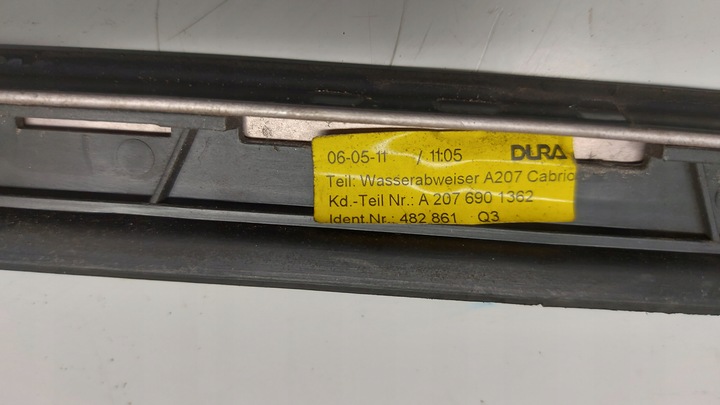 06-05-11 / 11:05 DURA
Teil: Wasserabweiser A207 Cabrio
Kd.-Teil Nr.: A 207 690 1362
Ident.Nr.: 482 861 Q3